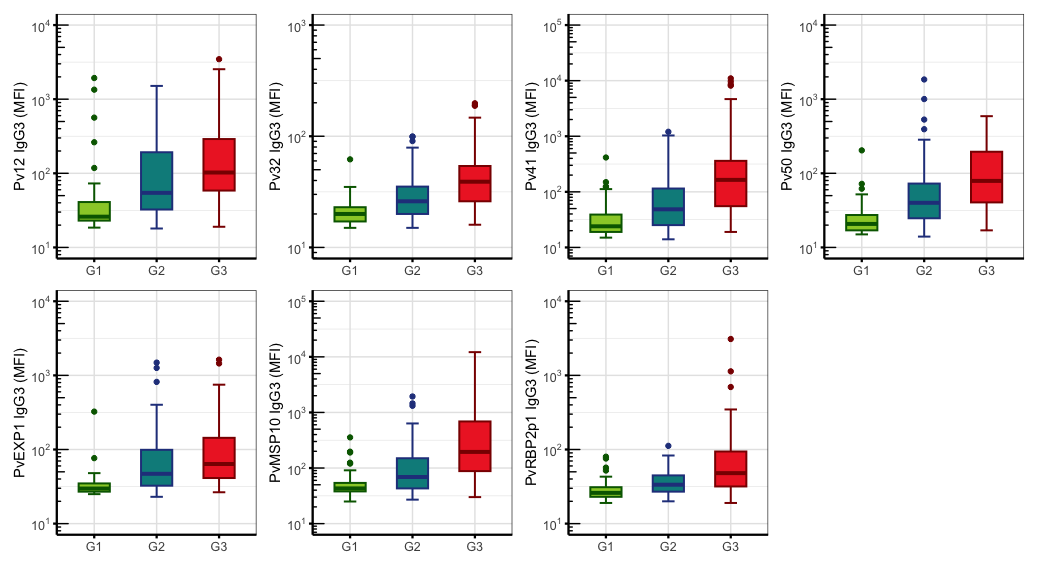 Pv12 IgG3 (MFI)
10⁴
10³
10²
10¹
G1 G2 G3
Pv32 IgG3 (MFI)
10³
10²
10¹
G1 G2 G3
Pv41 IgG3 (MFI)
10⁵
10⁴
10³
10²
10¹
G1 G2 G3
Pv50 IgG3 (MFI)
10⁴
10³
10²
10¹
G1 G2 G3
PvEXP1 IgG3 (MFI)
10⁴
10³
10²
10¹
G1 G2 G3
PvMSP10 IgG3 (MFI)
10⁵
10⁴
10³
10²
10¹
G1 G2 G3
PvRBP2p1 IgG3 (MFI)
10⁴
10³
10²
10¹
G1 G2 G3